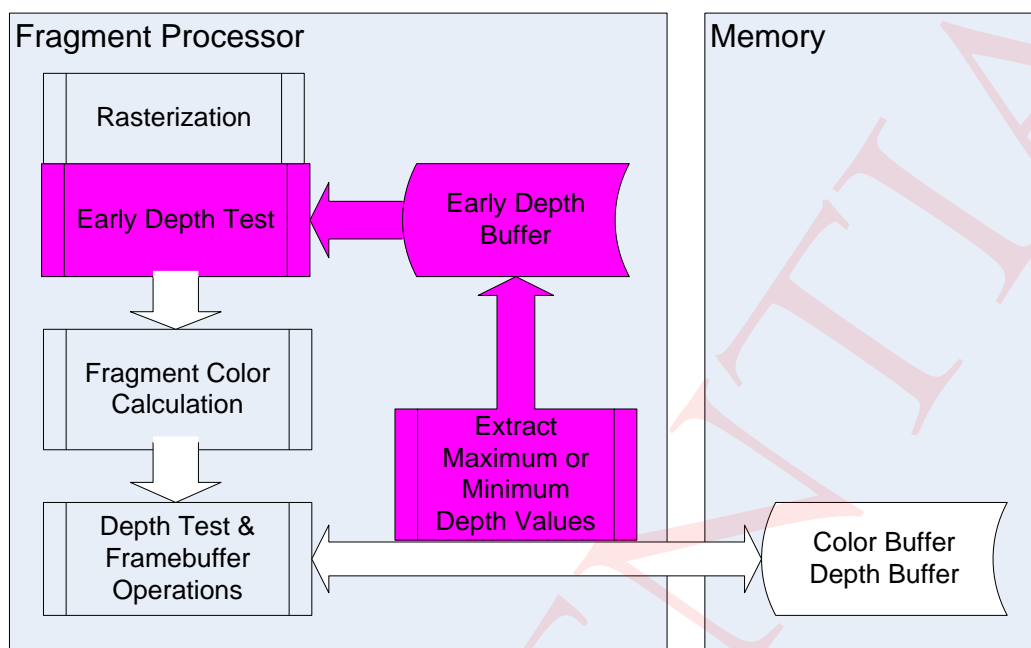 Fragment Processor
Memory
Rasterization
Early Depth Test
Early Depth
Buffer
Fragment Color
Calculation
Extract
Maximum or
Minimum
Depth Values
Depth Test &
Framebuffer
Operations
Color Buffer
Depth Buffer
NTIA